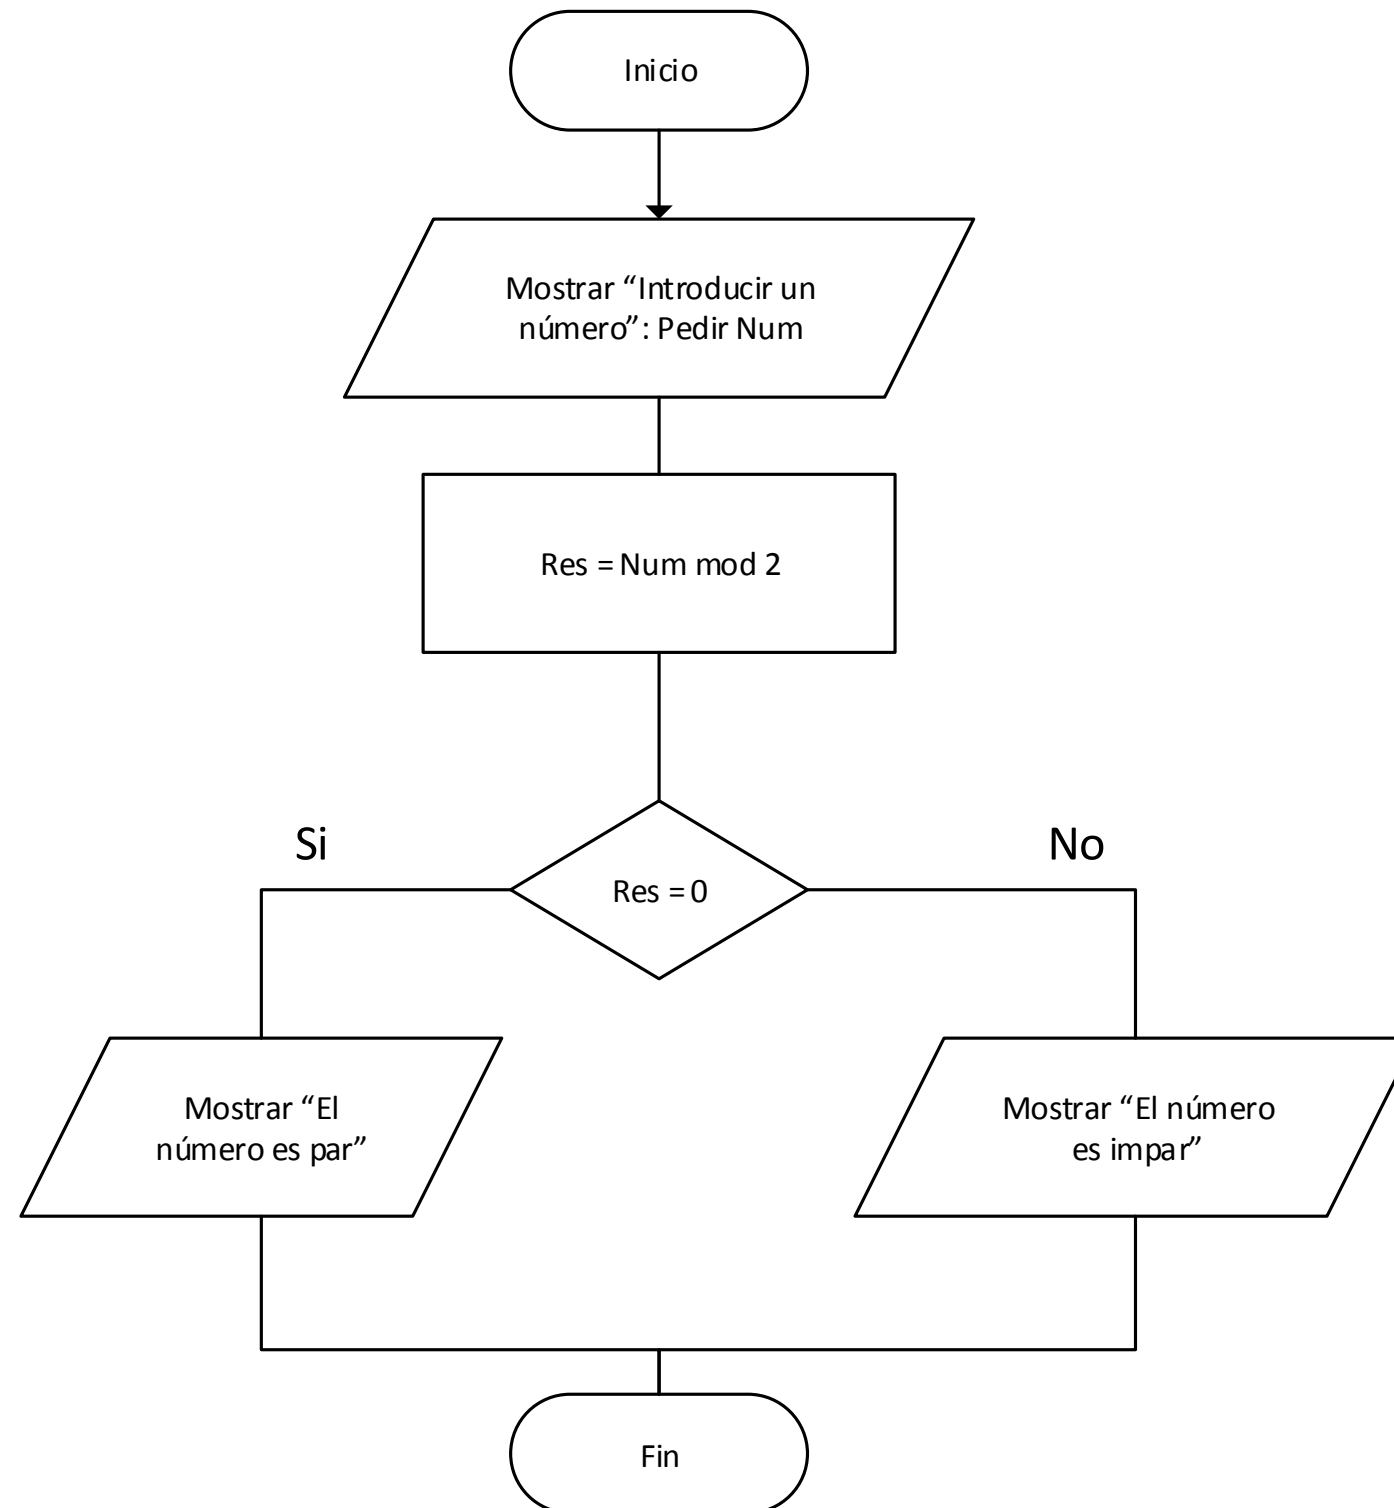 Inicio
Mostrar “Introducir un
número”: Pedir Num
Res = Num mod 2
Si
No
Res = 0
Mostrar “El
número es par”
Mostrar “El número
es impar”
Fin